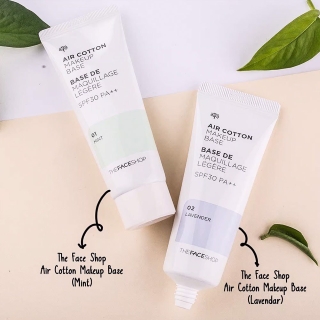 AIR COTTON
MAKEUP
BASE
BASE DE
MAQUILLAGE
LÉGÈRE
SPF30 PA++
01
MINT
THEFACESHOP
AIR COTTON
MAKEUP
BASE
BASE DE
MAQUILLAGE
LÉGÈRE
SPF30 PA++
02
LAVENDER
THEFACESHOP
The Face Shop
Air Cotton Makeup Base
(Mint)
The Face Shop
Air Cotton Makeup Base
(Lavendar)